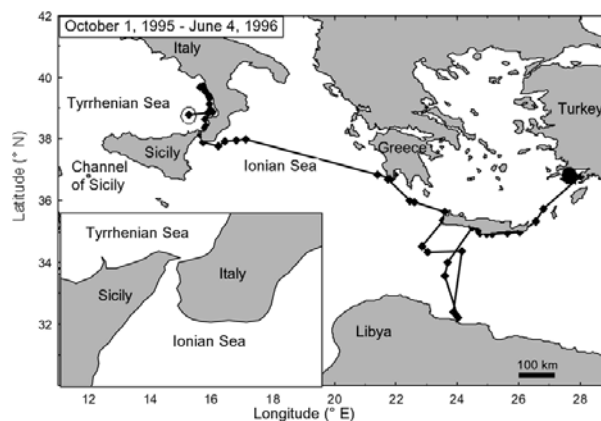 October 1, 1995 - June 4, 1996
42
40
38
36
34
32
Latitude (° N)
Italy
Tyrrhenian Sea
Turkey
Sicily
Greece
Channel
of Sicily
Ionian Sea
Tyrrhenian Sea
Sicily
Italy
Ionian Sea
Libya
100 km
12 14 16 18 20 22 24 26 28
Longitude (° E)